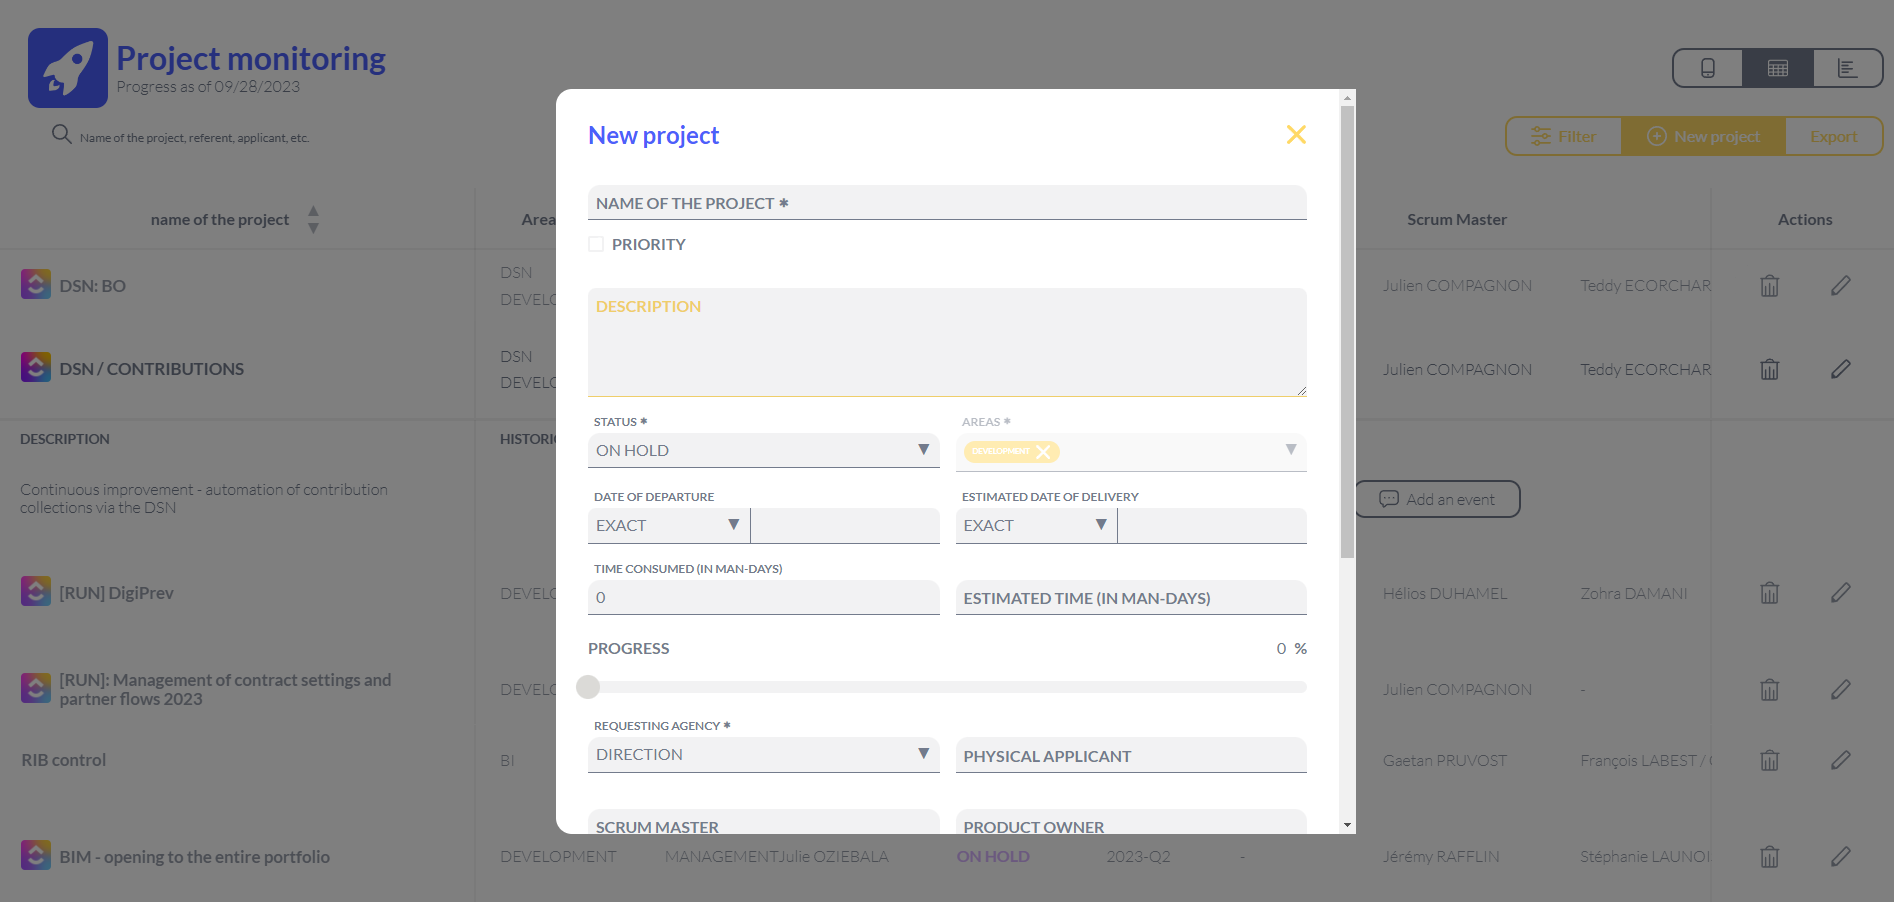 Project monitoring
Progress as of 09/28/2023
Name of the project, referent, applicant, etc.
Filter
New project
Export
name of the project
Area
Scrum Master
Actions
DSN: BO
DSN
DEVELO
Julien COMPAGNON
Teddy ECORCHAR
DSN / CONTRIBUTIONS
DSN
DEVELO
Julien COMPAGNON
Teddy ECORCHAR
DESCRIPTION
HISTORI
Continuous improvement - automation of contribution
collections via the DSN
Add an event
[RUN] DigiPrev
DEVELO
Hélios DUHAMEL
Zohra DAMANI
[RUN]: Management of contract settings and
partner flows 2023
DEVELO
Julien COMPAGNON
-
RIB control
BI
Gaetan PRUVOST
François LABEST / 
BIM - opening to the entire portfolio
DEVELOPMENT
MANAGEMENTJulie OZIEBALA
ON HOLD
2023-Q2
-
Jérémy RAFFLIN
Stéphanie LAUNOI
New project
NAME OF THE PROJECT *
PRIORITY
DESCRIPTION
STATUS *
ON HOLD
AREAS *
DEVELOPMENT
DATE OF DEPARTURE
EXACT
ESTIMATED DATE OF DELIVERY
EXACT
TIME CONSUMED (IN MAN-DAYS)
0
ESTIMATED TIME (IN MAN-DAYS)
PROGRESS
0 %
REQUESTING AGENCY *
DIRECTION
PHYSICAL APPLICANT
SCRUM MASTER
PRODUCT OWNER